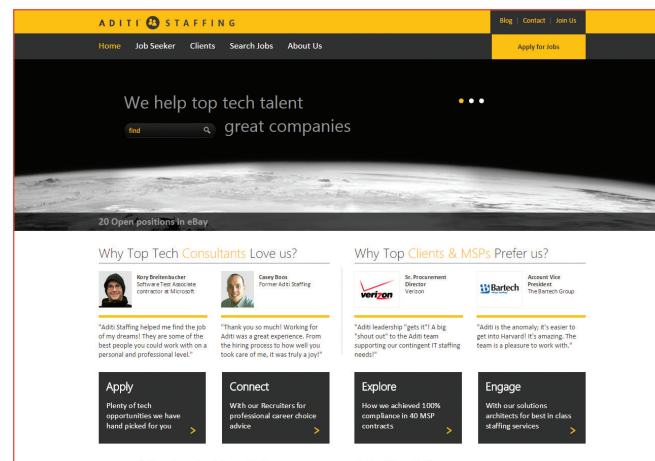 ADITI STAFFING
Blog | Contact | Join Us
Home Job Seeker Clients Search Jobs About Us
Apply for Jobs
We help top tech talent
find
great companies
20 Open positions in eBay
Why Top Tech Consultants Love us?
Kory Breitenbucher
Software Test Associate
contractor at Microsoft
Casey Boos
Former Aditi Staffing
"Aditi Staffing helped me find the job
of my dreams! They are some of the
best people you could work with on a
personal and professional level."
"Thank you so much! Working for
Aditi was a great experience. From
the hiring process to how well you
took care of me, it was truly a joy!"
Why Top Clients & MSPs Prefer us?
verizon
Sr. Procurement
Director
Verizon
Bartech
Account Vice
President
The Bartech Group
"Aditi leadership "gets it"! A big
"shout out" to the Aditi team
supporting our contingent IT staffing
needs!"
"Aditi is the anomaly; it's easier to
get into Harvard! It's amazing. The
team is a pleasure to work with."
Apply
Plenty of tech
opportunities we have
hand picked for you
Connect
With our Recruiters for
professional career choice
advice
Explore
How we achieved 100%
compliance in 40 MSP
contracts
Engage
With our solutions
architects for best in class
staffing services